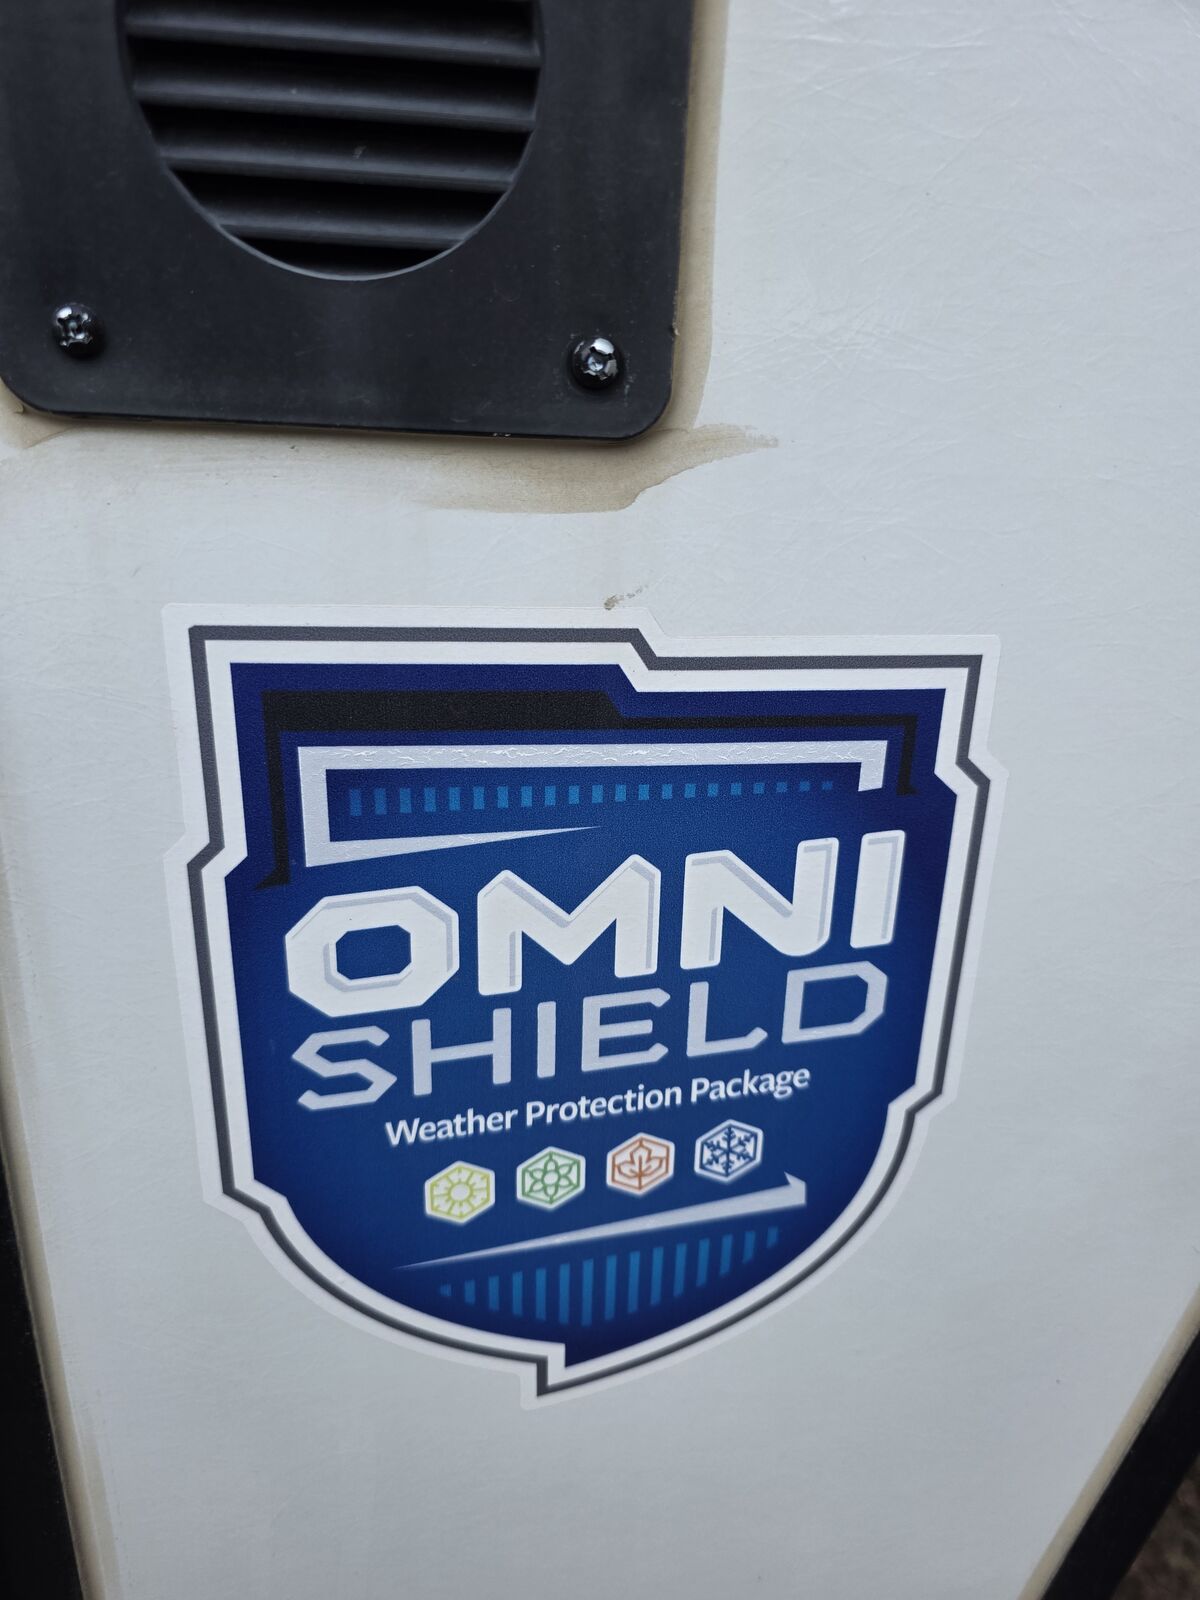 OMNI
SHIELD
Weather Protection Package